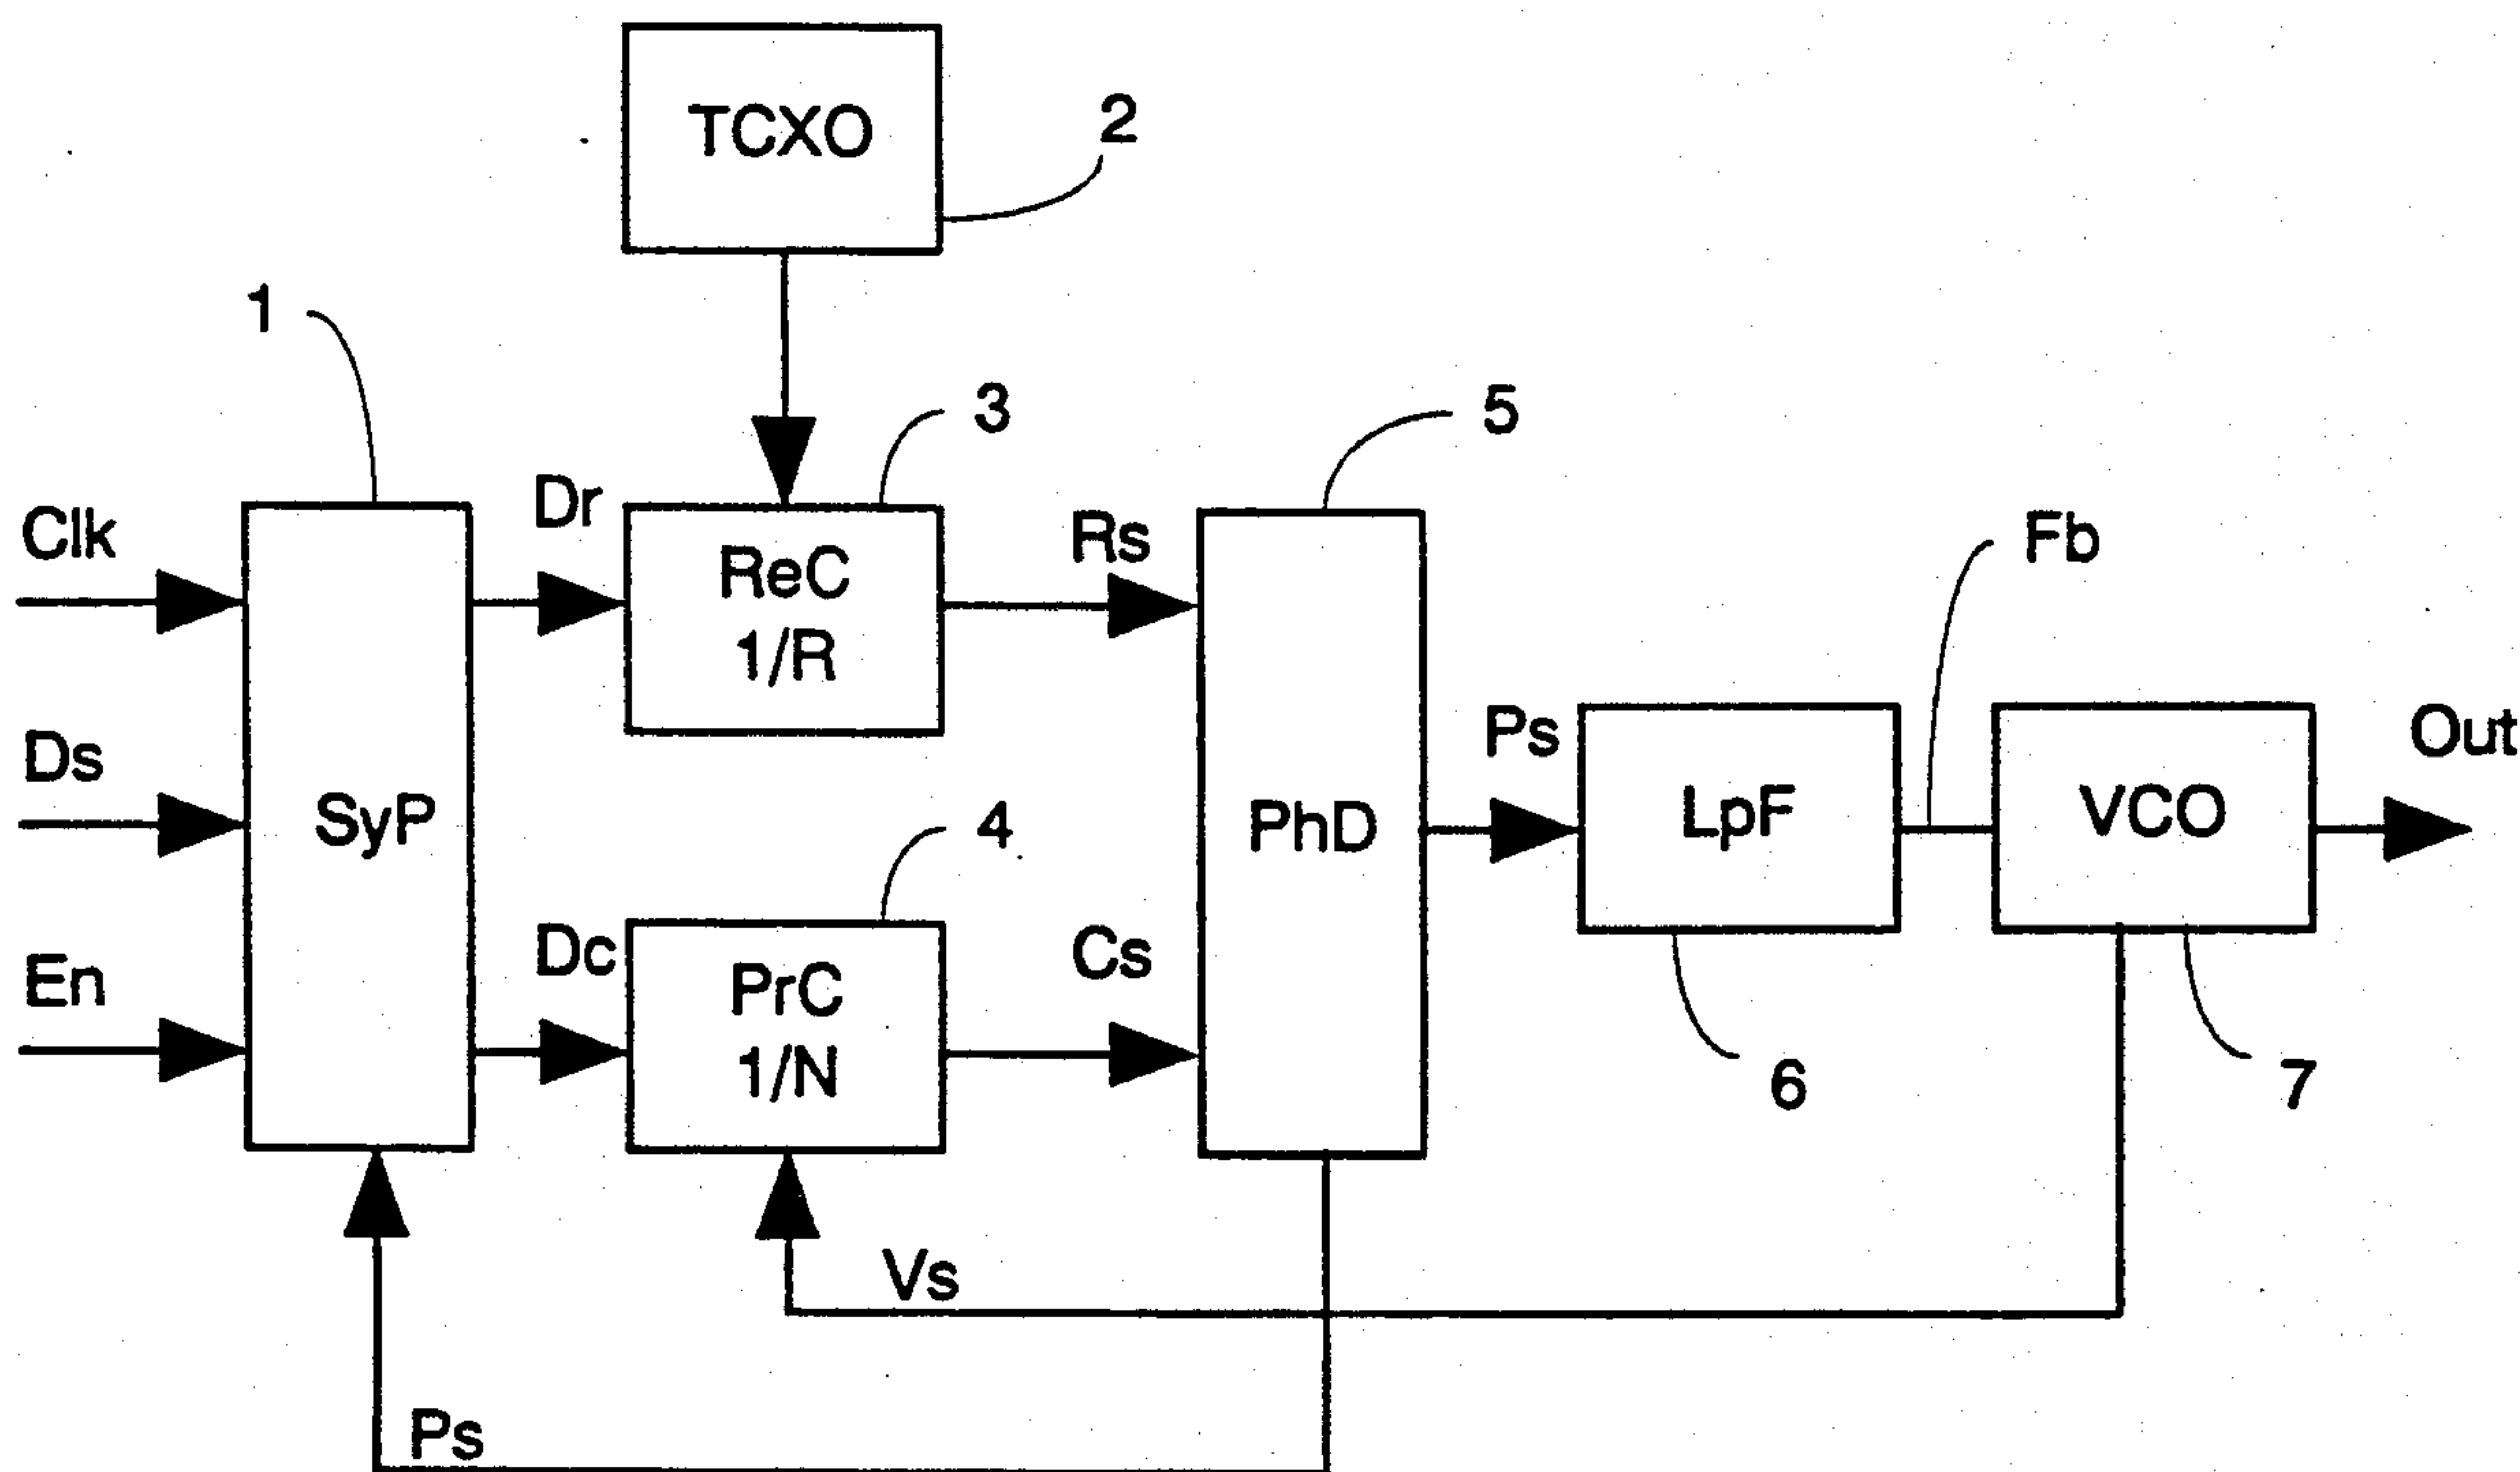 TCXO
2
1
3
5
Clk
Dr
ReC
1/R
Rs
Fb
Ds
SyP
4
PhD
Ps
LpF
VCO
Out
En
Dc
PrC
1/N
Cs
6
7
Vs
Ps